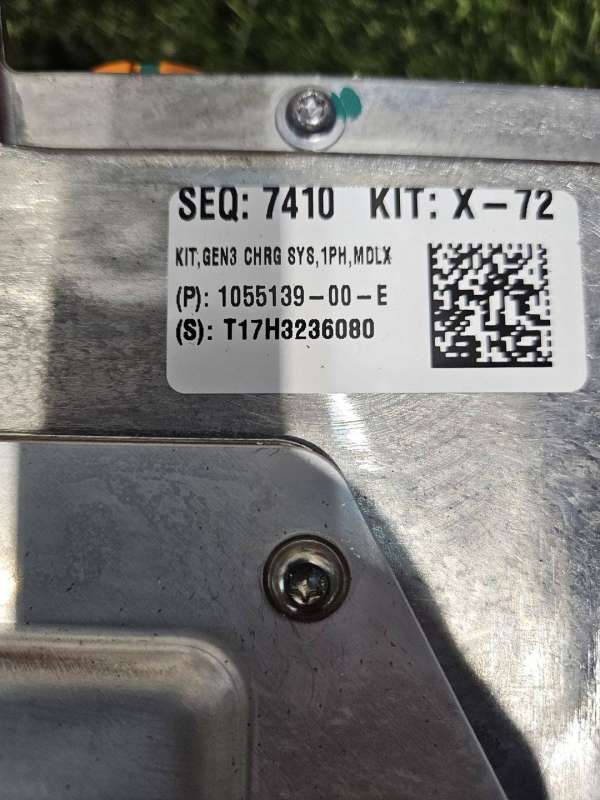 SEQ: 7410 KIT: X-72
KIT,GEN3 CHRG SYS,1PH,MDLX
(P): 1055139-00-E
(S): T17H3236080